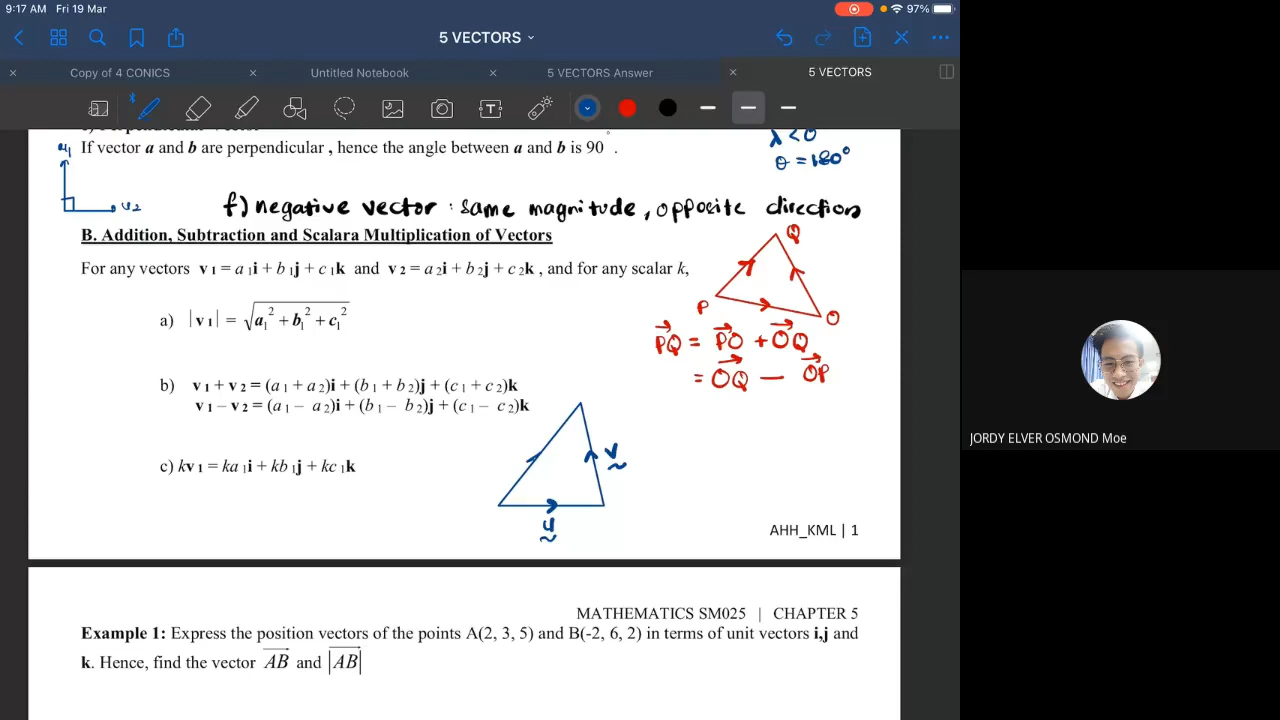 9:17 AM Fri 19 Mar
97%
5 VECTORS
Copy of 4 CONICS
Untitled Notebook
5 VECTORS Answer
5 VECTORS
λ < 0
θ = 180°
If vector a and b are perpendicular , hence the angle between a and b is 90 .
v2
f) negative vector : same magnitude, opposite direction
B. Addition, Subtraction and Scalara Multiplication of Vectors
For any vectors v1 = a1i + b1j + c1k and v2 = a2i + b2j + c2k , and for any scalar k,
Q
P
O
a) |v1| = √(a1² + b1² + c1²)
PQ⃗ = PO⃗ + OQ⃗
= OQ⃗ — OP⃗
b) v1 + v2 = (a1 + a2)i + (b1 + b2)j + (c1 + c2)k
v1 – v2 = (a1 – a2)i + (b1 – b2)j + (c1 – c2)k
c) kv1 = ka1i + kb1j + kc1k
v
u
AHH_KML | 1
MATHEMATICS SM025 | CHAPTER 5
Example 1: Express the position vectors of the points A(2, 3, 5) and B(-2, 6, 2) in terms of unit vectors i,j and
k. Hence, find the vector AB and |AB|
JORDY ELVER OSMOND Moe